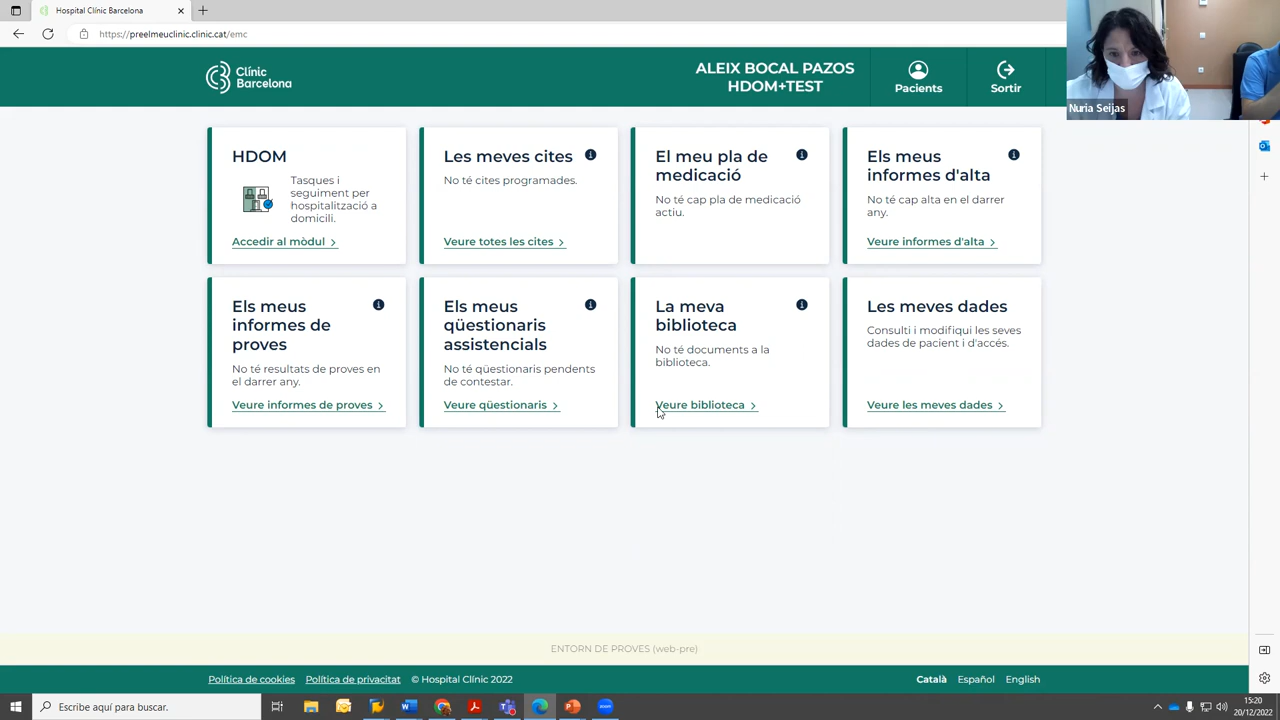 Hospital Clínic Barcelona
https://preelmeuclinic.clinic.cat/emc
Clínic
Barcelona
ALEIX BOCAL PAZOS
HDOM+TEST
Pacients
Sortir
Nuria Seijas
HDOM
Tasques i
seguiment per
hospitalització a
domicili.
Accedir al mòdul
Les meves cites
No té cites programades.
Veure totes les cites
El meu pla de
medicació
No té cap pla de medicació
actiu.
Els meus
informes d'alta
No té cap alta en el darrer
any.
Veure informes d'alta
Els meus
informes de
proves
No té resultats de proves en
el darrer any.
Veure informes de proves
Els meus
qüestionaris
assistencials
No té qüestionaris pendents
de contestar.
Veure qüestionaris
La meva
biblioteca
No té documents a la
biblioteca.
Veure biblioteca
Les meves dades
Consulti i modifiqui les seves
dades de pacient i d'accés.
Veure les meves dades
ENTORN DE PROVES (web-pre)
Política de cookies Política de privacitat © Hospital Clínic 2022
Català Español English
Escribe aquí para buscar.
15:20
20/12/2022